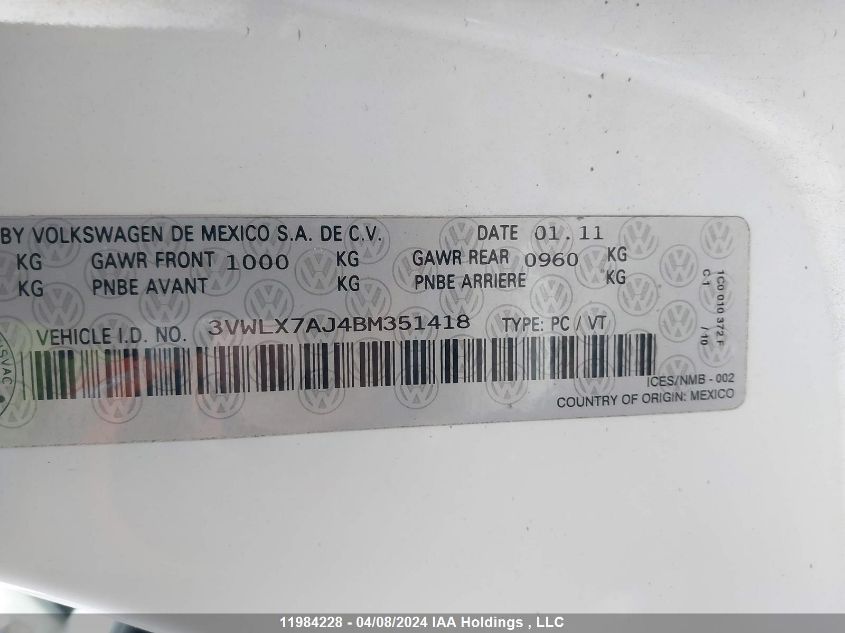 BY VOLKSWAGEN DE MEXICO S.A. DE C.V. DATE 01.11
KG GAWR FRONT 1000 KG GAWR REAR 0960 KG
KG PNBE AVANT KG PNBE ARRIERE KG
VEHICLE I.D. NO. 3VWLX7AJ4BM351418 TYPE: PC / VT
ICES/NMB - 002
COUNTRY OF ORIGIN: MEXICO
1C0 010 372 F
C-1 / 10
11984228 - 04/08/2024 IAA Holdings , LLC